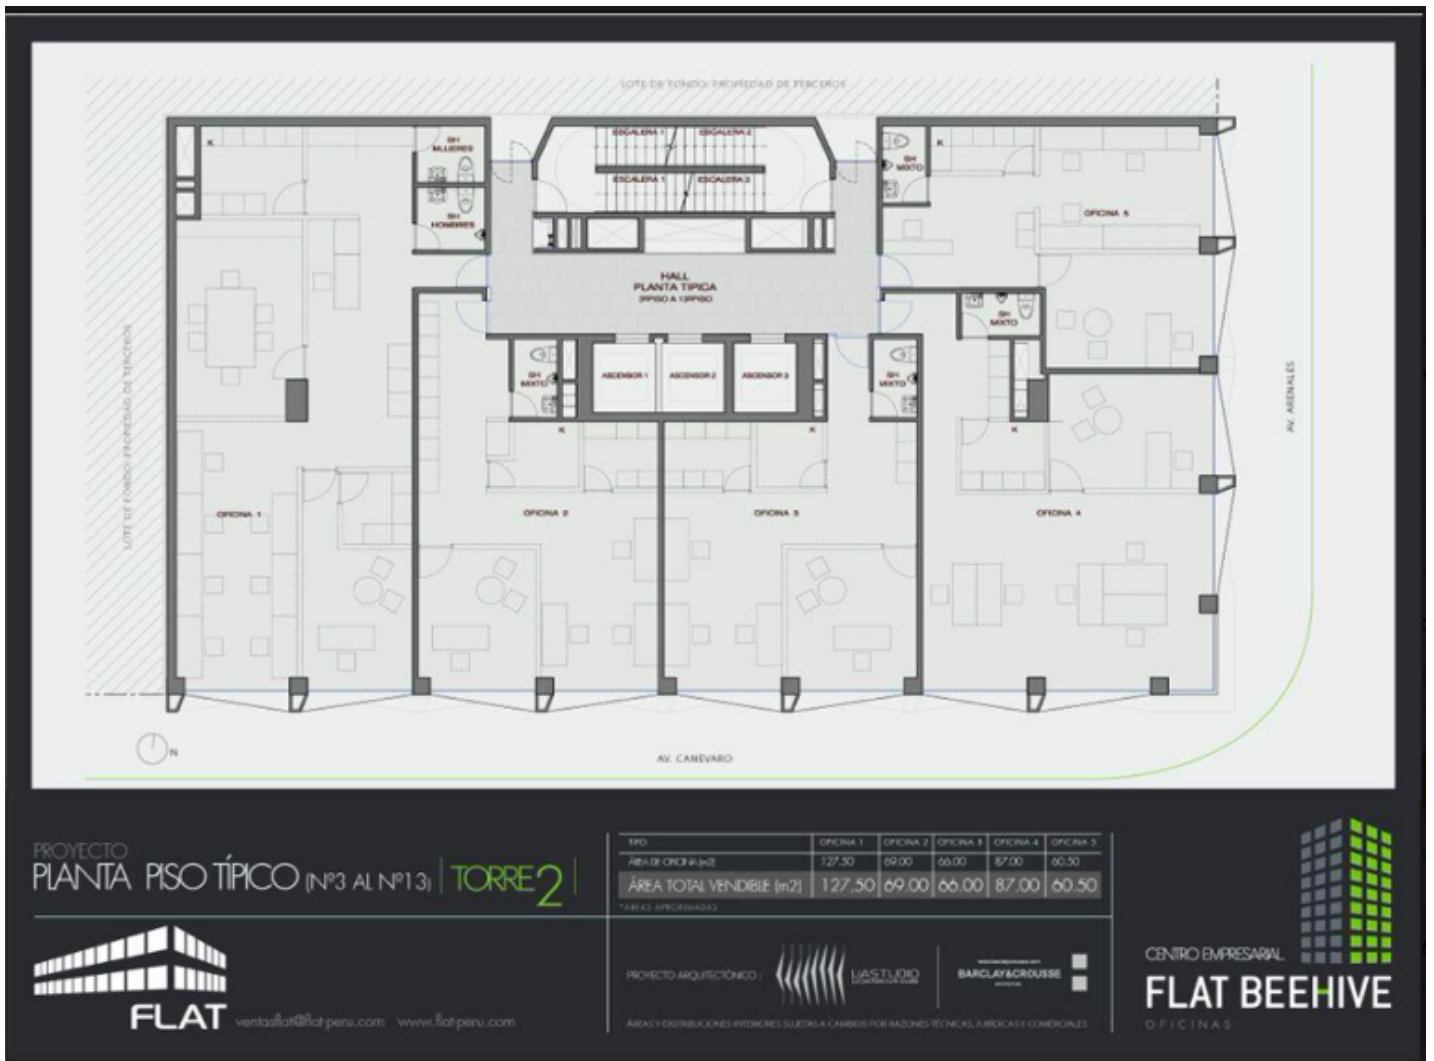 LOTE DE FONDO: PROPIEDAD DE TERCEROS
ESCALERA 1
ESCALERA 2
ESCALERA 1
ESCALERA 2
K
SH
MUJERES
SH
HOMBRES
SH
MIXTO
K
OFICINA 5
HALL
PLANTA TIPICA
3ºPISO A 13ºPISO
SH
MIXTO
LOTE DE FONDO: PROPIEDAD DE TERCEROS
SH
MIXTO
ASCENSOR 1
ASCENSOR 2
ASCENSOR 3
SH
MIXTO
AV. ARENALES
K
K
K
OFICINA 1
OFICINA 2
OFICINA 3
OFICINA 4
N
AV. CANEVARO
PROYECTO
PLANTA PISO TÍPICO (Nº3 AL Nº13) | TORRE 2 |
TIPO OFICINA 1 OFICINA 2 OFICINA 3 OFICINA 4 OFICINA 5
ÁREA DE OFICINA (m2) 127.50 69.00 66.00 87.00 60.50
ÁREA TOTAL VENDIBLE (m2) 127.50 69.00 66.00 87.00 60.50
*ÁREAS APROXIMADAS
FLAT
ventasflat@flat-peru.com www.flat-peru.com
PROYECTO ARQUITECTÓNICO :
BARCLAY&CROUSSE
ÁREAS Y DISTRIBUCIONES INTERIORES SUJETAS A CAMBIOS POR RAZONES TÉCNICAS, JURÍDICAS Y COMERCIALES
CENTRO EMPRESARIAL
FLAT BEEHIVE
OFICINAS